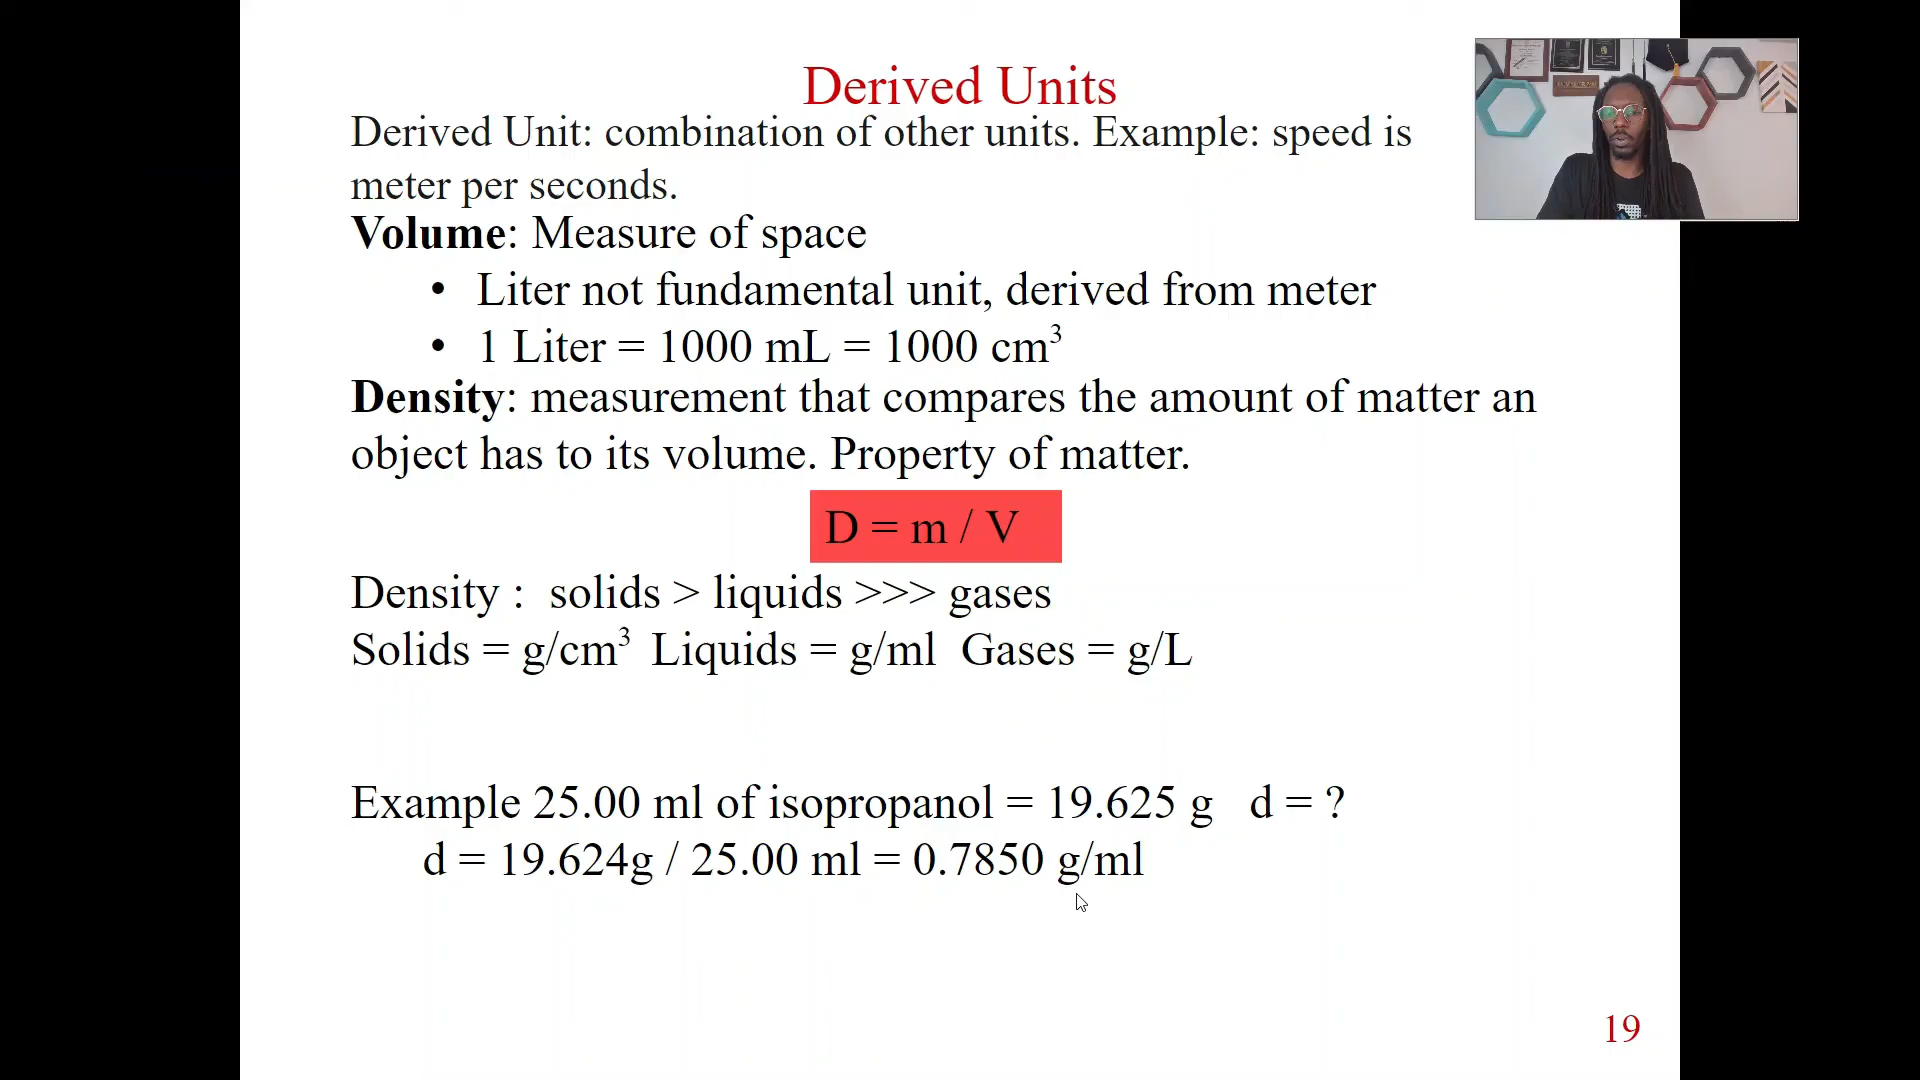 Derived Units
Derived Unit: combination of other units. Example: speed is
meter per seconds.
Volume: Measure of space
• Liter not fundamental unit, derived from meter
• 1 Liter = 1000 mL = 1000 cm³
Density: measurement that compares the amount of matter an
object has to its volume. Property of matter.
D = m / V
Density : solids > liquids >>> gases
Solids = g/cm³ Liquids = g/ml Gases = g/L
Example 25.00 ml of isopropanol = 19.625 g d = ?
d = 19.624g / 25.00 ml = 0.7850 g/ml
19